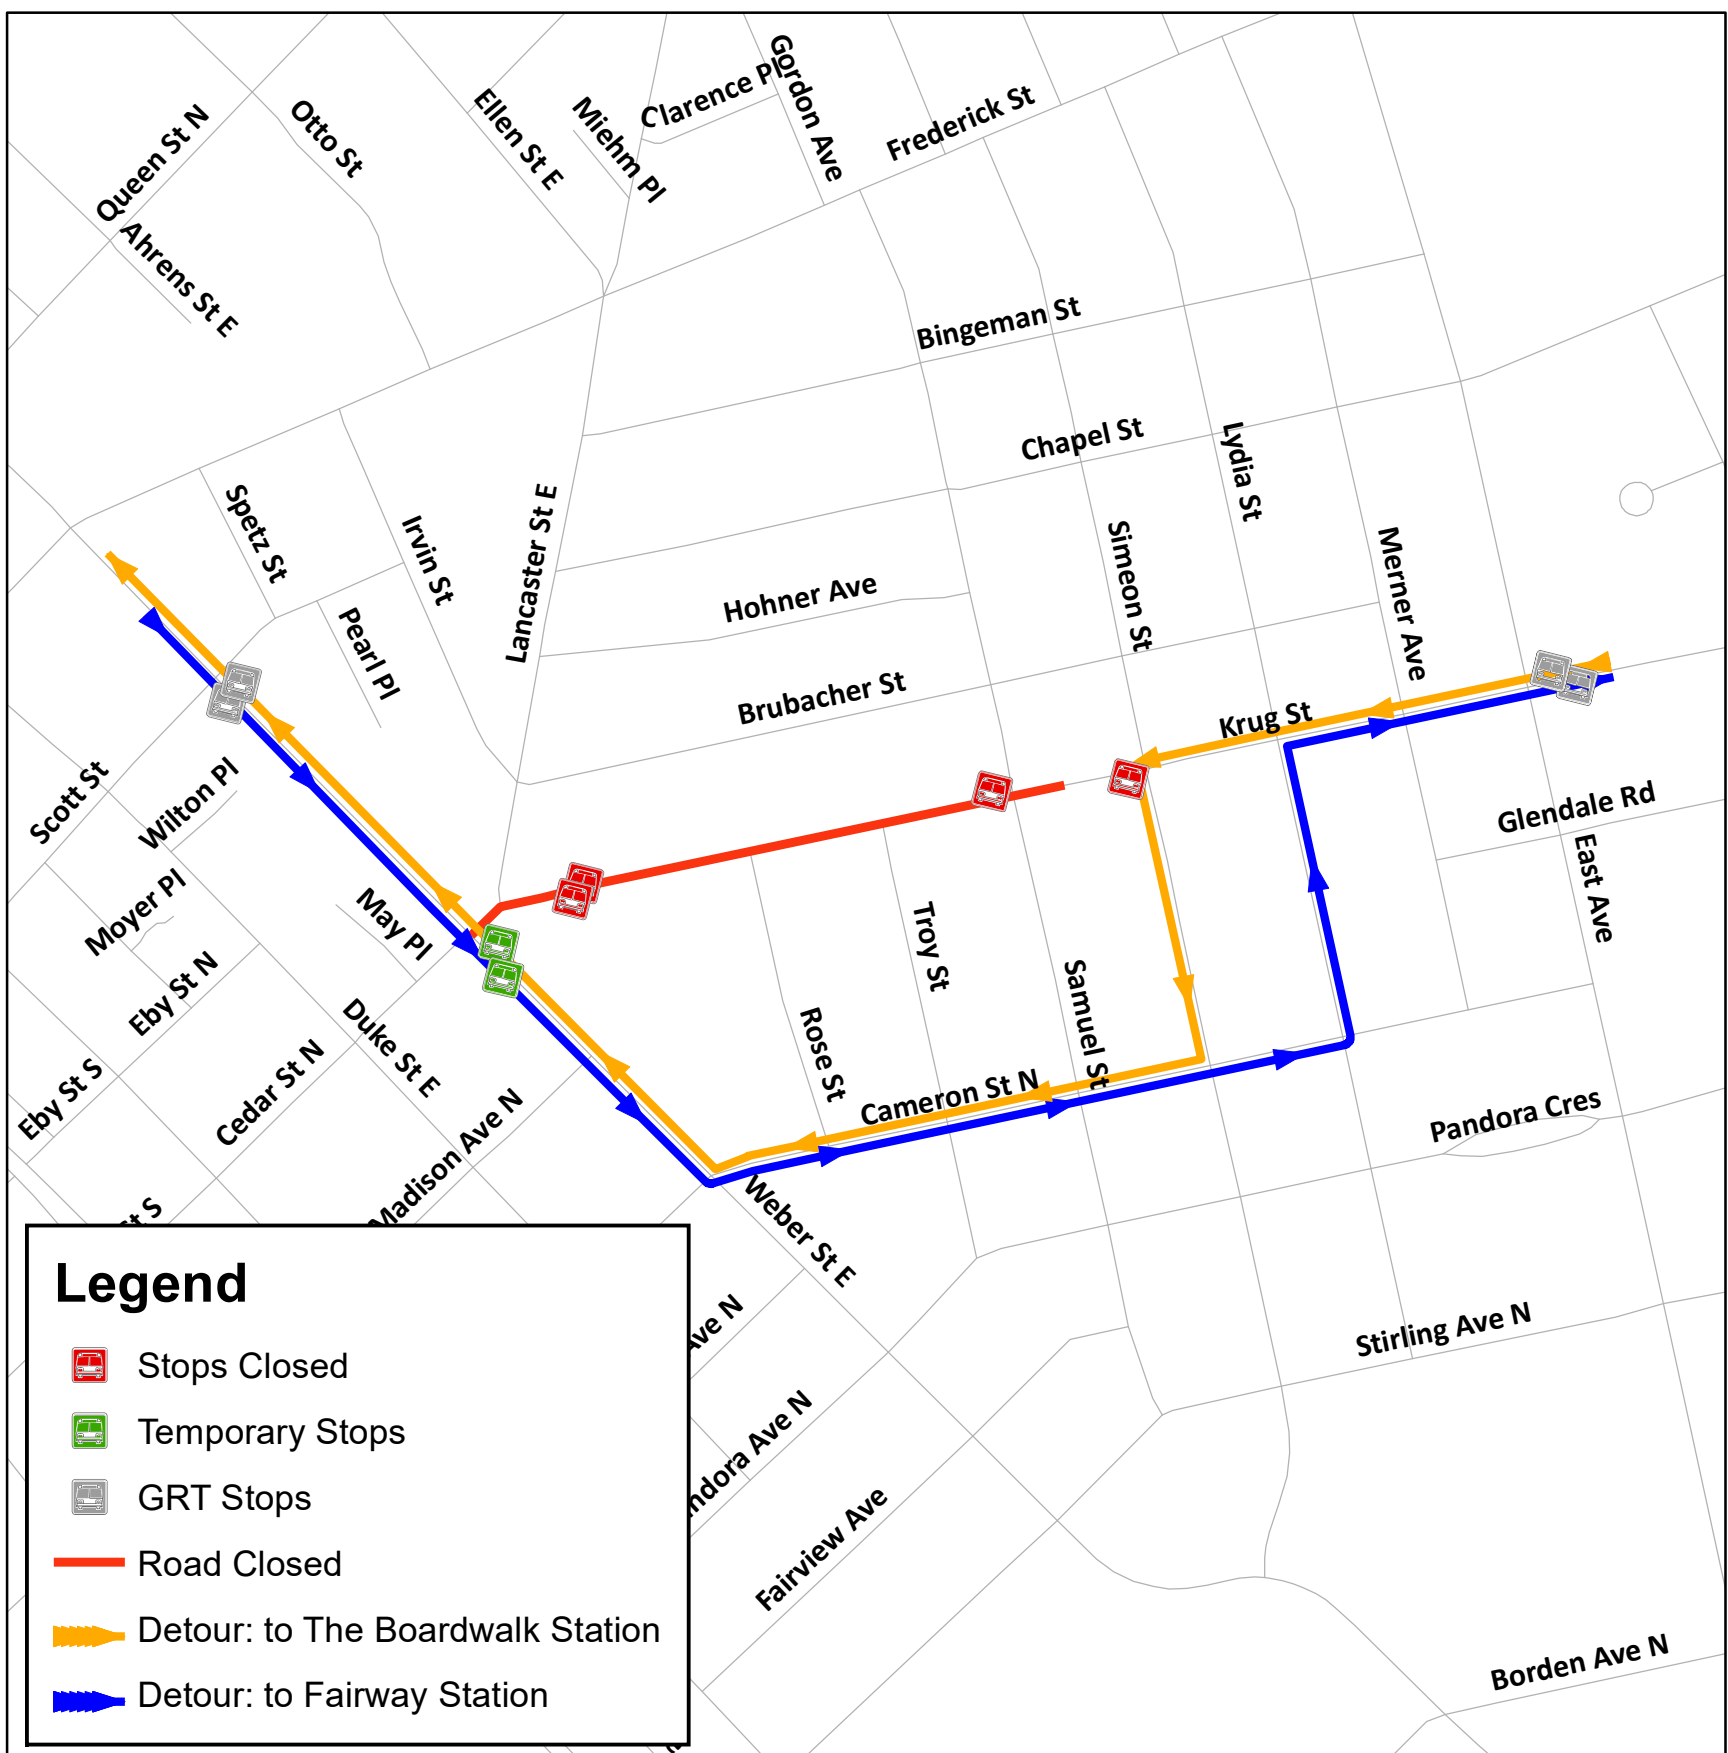 Clarence Pl
Gordon Ave
Frederick St
Ellen St E
Miehm Pl
Otto St
Queen St N
Ahrens St E
Bingeman St
Chapel St
Lydia St
Spetz St
Irvin St
Lancaster St E
Simeon St
Merner Ave
Hohner Ave
Pearl Pl
Brubacher St
Krug St
Scott St
Wilton Pl
Glendale Rd
East Ave
Moyer Pl
May Pl
Troy St
Samuel St
Eby St N
Duke St E
Rose St
Eby St S
Cedar St N
Cameron St N
Pandora Cres
Madison Ave N
Weber St E
St S
Ave N
Stirling Ave N
ndora Ave N
Fairview Ave
Borden Ave N
Legend
Stops Closed
Temporary Stops
GRT Stops
Road Closed
Detour: to The Boardwalk Station
Detour: to Fairway Station